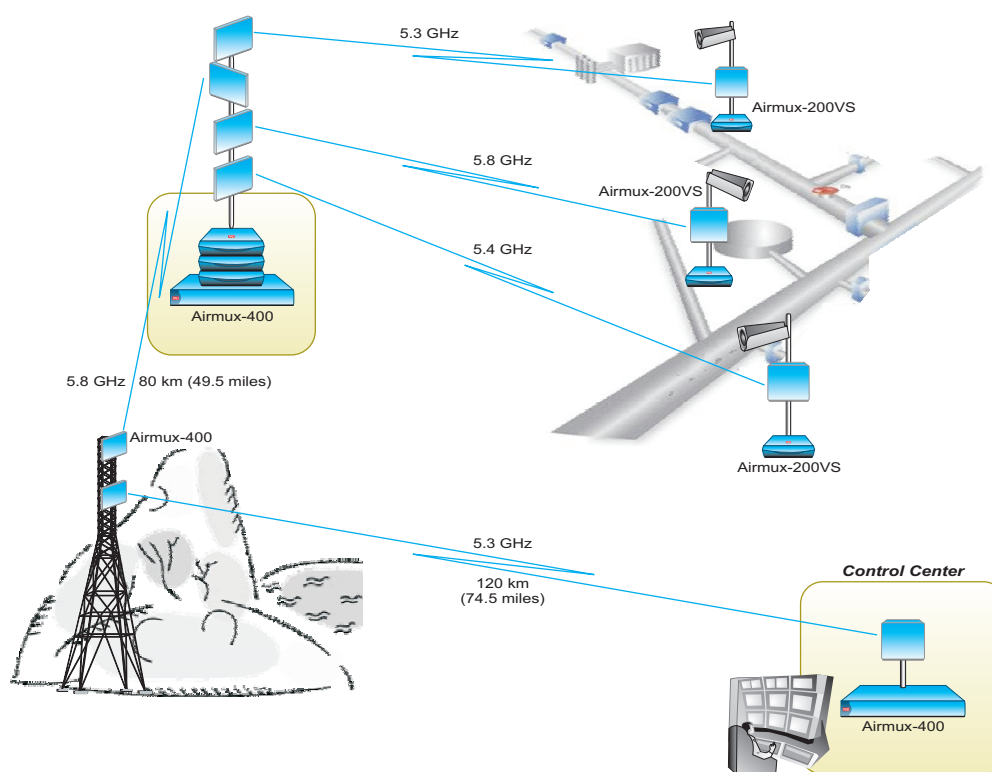 5.3 GHz
Airmux-200VS
5.8 GHz
Airmux-200VS
5.4 GHz
Airmux-400
5.8 GHz
80 km (49.5 miles)
Airmux-400
Airmux-200VS
5.3 GHz
120 km
(74.5 miles)
Control Center
Airmux-400